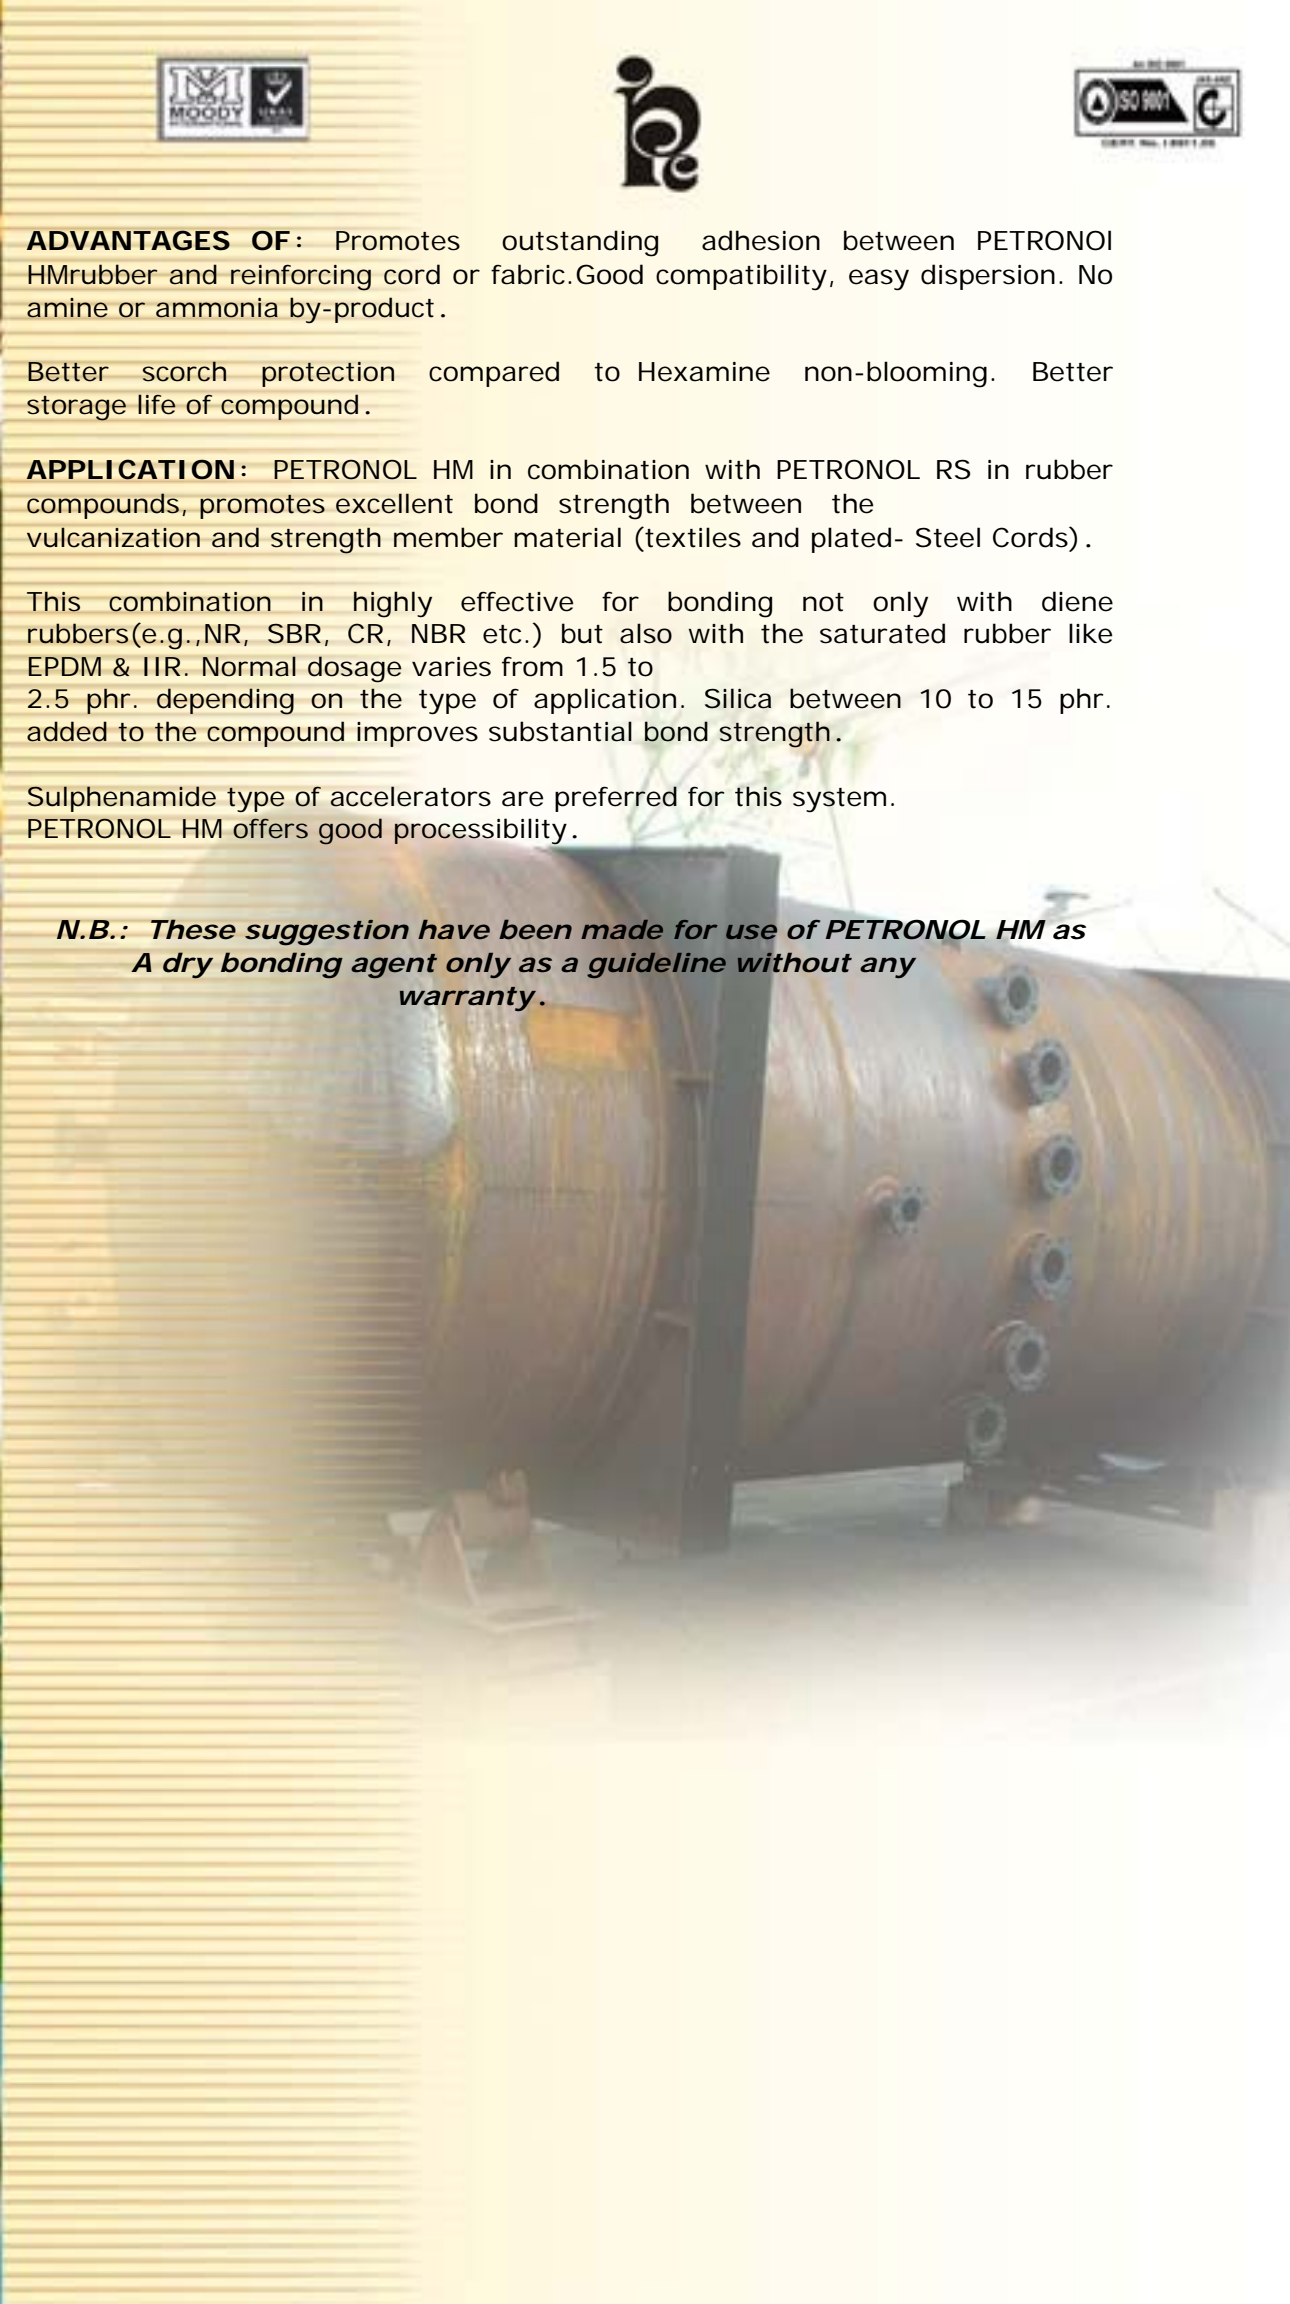 MOODY
INTERNATIONAL
ISO 9001
ADVANTAGES OF: Promotes outstanding adhesion between PETRONOI
HMrubber and reinforcing cord or fabric.Good compatibility, easy dispersion. No
amine or ammonia by-product.
Better scorch protection compared to Hexamine non-blooming. Better
storage life of compound.
APPLICATION: PETRONOL HM in combination with PETRONOL RS in rubber
compounds, promotes excellent bond strength between the
vulcanization and strength member material (textiles and plated- Steel Cords).
This combination in highly effective for bonding not only with diene
rubbers(e.g.,NR, SBR, CR, NBR etc.) but also with the saturated rubber like
EPDM & IIR. Normal dosage varies from 1.5 to
2.5 phr. depending on the type of application. Silica between 10 to 15 phr.
added to the compound improves substantial bond strength.
Sulphenamide type of accelerators are preferred for this system.
PETRONOL HM offers good processibility.
N.B.: These suggestion have been made for use of PETRONOL HM as
A dry bonding agent only as a guideline without any
warranty.